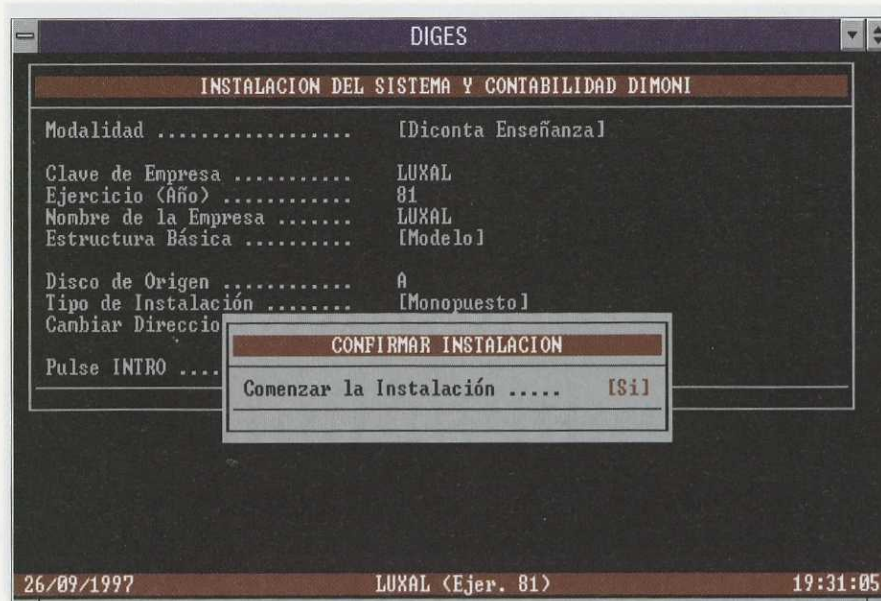 DIGES
INSTALACION DEL SISTEMA Y CONTABILIDAD DIMONI
Modalidad .................. [Diconta Enseñanza]
Clave de Empresa ........... LUXAL
Ejercicio (Año) ............ 81
Nombre de la Empresa ....... LUXAL
Estructura Básica .......... [Modelo]
Disco de Origen ............ A
Tipo de Instalación ........ [Monopuesto]
Cambiar Direccio
Pulse INTRO ....
CONFIRMAR INSTALACION
Comenzar la Instalación ..... [Si]
26/09/1997 LUXAL (Ejer. 81) 19:31:05